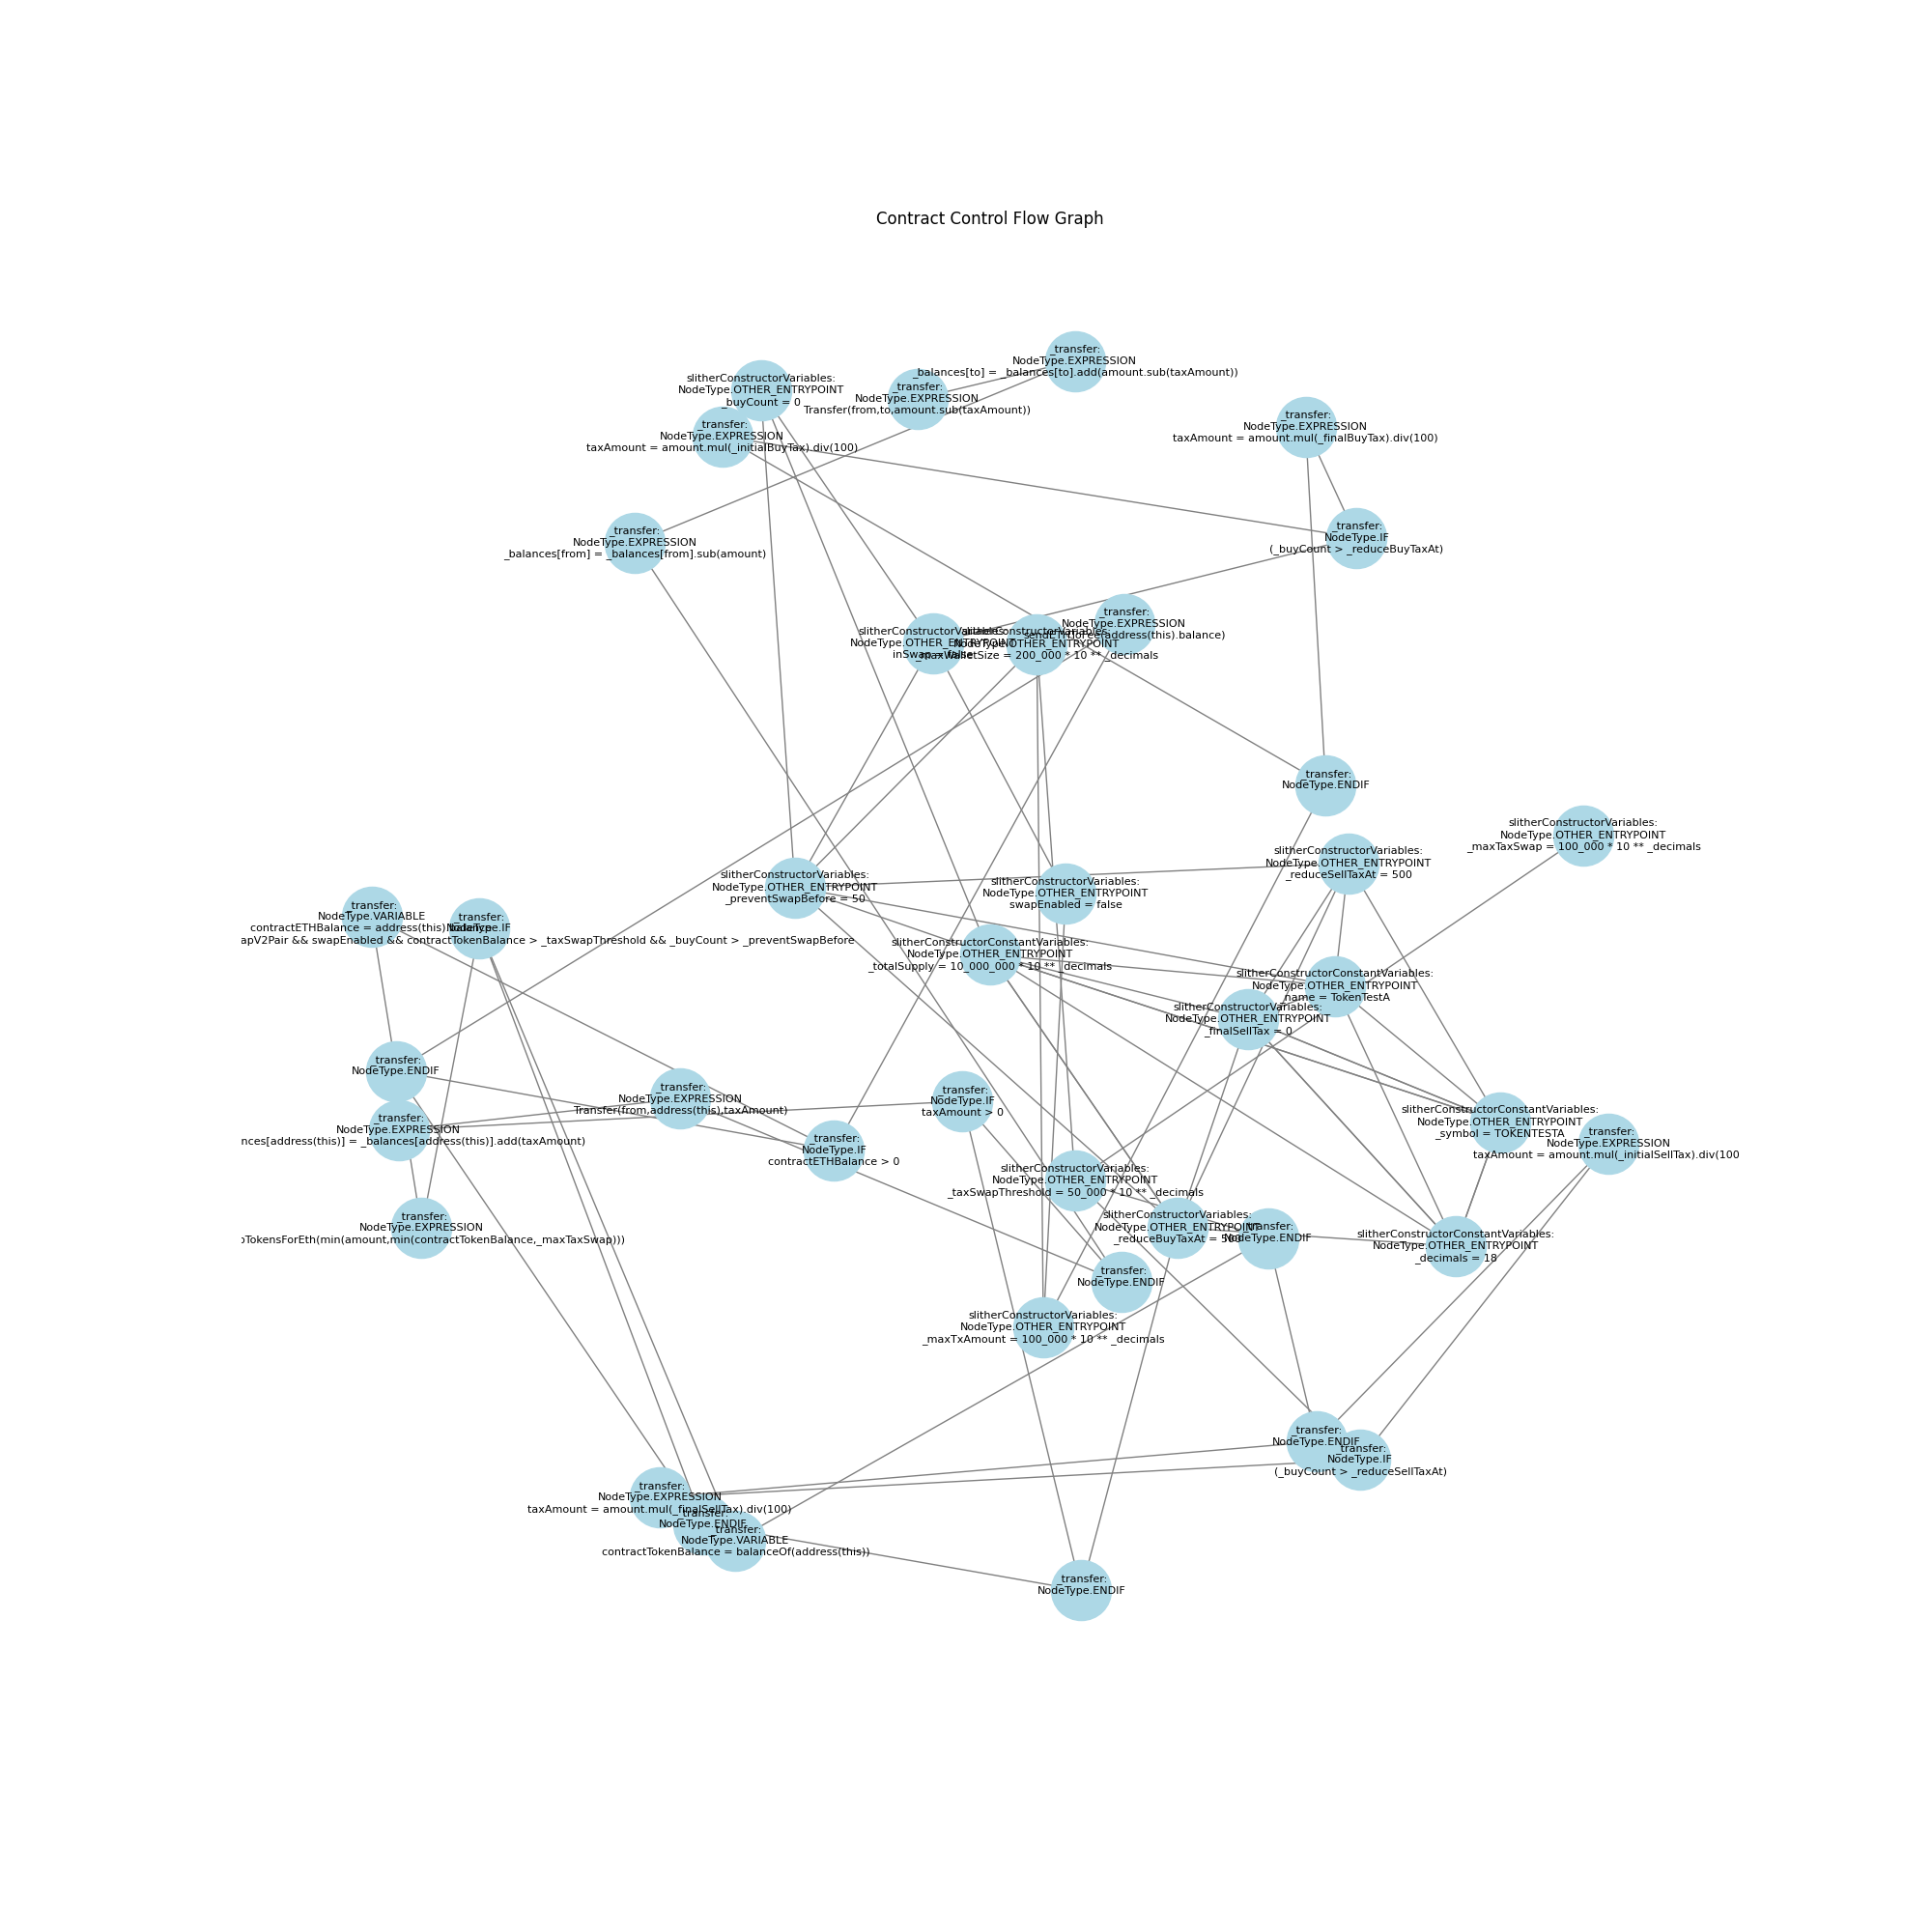 Contract Control Flow Graph
_transfer:
NodeType.EXPRESSION
_balances[to] = _balances[to].add(amount.sub(taxAmount))
slitherConstructorVariables:
NodeType.OTHER_ENTRYPOINT
_buyCount = 0
_transfer:
NodeType.EXPRESSION
Transfer(from,to,amount.sub(taxAmount))
_transfer:
NodeType.EXPRESSION
taxAmount = amount.mul(_initialBuyTax).div(100)
_transfer:
NodeType.EXPRESSION
taxAmount = amount.mul(_finalBuyTax).div(100)
_transfer:
NodeType.IF
(_buyCount > _reduceBuyTaxAt)
_transfer:
NodeType.EXPRESSION
_balances[from] = _balances[from].sub(amount)
_transfer:
NodeType.EXPRESSION
sendETHToFee(address(this).balance)
slitherConstructorVariables:
NodeType.OTHER_ENTRYPOINT
inSwap = false
slitherConstructorVariables:
NodeType.OTHER_ENTRYPOINT
_maxWalletSize = 200_000 * 10 ** _decimals
_transfer:
NodeType.ENDIF
slitherConstructorVariables:
NodeType.OTHER_ENTRYPOINT
_maxTaxSwap = 100_000 * 10 ** _decimals
slitherConstructorVariables:
NodeType.OTHER_ENTRYPOINT
_reduceSellTaxAt = 500
slitherConstructorVariables:
NodeType.OTHER_ENTRYPOINT
_preventSwapBefore = 50
slitherConstructorVariables:
NodeType.OTHER_ENTRYPOINT
swapEnabled = false
_transfer:
NodeType.VARIABLE
contractETHBalance = address(this).balance
_transfer:
NodeType.IF
apV2Pair && swapEnabled && contractTokenBalance > _taxSwapThreshold && _buyCount > _preventSwapBefore
slitherConstructorConstantVariables:
NodeType.OTHER_ENTRYPOINT
_totalSupply = 10_000_000 * 10 ** _decimals
slitherConstructorConstantVariables:
NodeType.OTHER_ENTRYPOINT
_name = TokenTestA
slitherConstructorVariables:
NodeType.OTHER_ENTRYPOINT
_finalSellTax = 0
_transfer:
NodeType.ENDIF
_transfer:
NodeType.EXPRESSION
Transfer(from,address(this),taxAmount)
_transfer:
NodeType.IF
taxAmount > 0
_transfer:
NodeType.EXPRESSION
nces[address(this)] = _balances[address(this)].add(taxAmount)
slitherConstructorConstantVariables:
NodeType.OTHER_ENTRYPOINT
_symbol = TOKENTESTA
_transfer:
NodeType.EXPRESSION
taxAmount = amount.mul(_initialSellTax).div(100
_transfer:
NodeType.IF
contractETHBalance > 0
slitherConstructorVariables:
NodeType.OTHER_ENTRYPOINT
_taxSwapThreshold = 50_000 * 10 ** _decimals
_transfer:
NodeType.EXPRESSION
oTokensForEth(min(amount,min(contractTokenBalance,_maxTaxSwap)))
slitherConstructorVariables:
NodeType.OTHER_ENTRYPOINT
_reduceBuyTaxAt = 500
_transfer:
NodeType.ENDIF
slitherConstructorConstantVariables:
NodeType.OTHER_ENTRYPOINT
_decimals = 18
_transfer:
NodeType.ENDIF
slitherConstructorVariables:
NodeType.OTHER_ENTRYPOINT
_maxTxAmount = 100_000 * 10 ** _decimals
_transfer:
NodeType.ENDIF
_transfer:
NodeType.IF
(_buyCount > _reduceSellTaxAt)
_transfer:
NodeType.EXPRESSION
taxAmount = amount.mul(_finalSellTax).div(100)
_transfer:
NodeType.ENDIF
_transfer:
NodeType.VARIABLE
contractTokenBalance = balanceOf(address(this))
_transfer:
NodeType.ENDIF